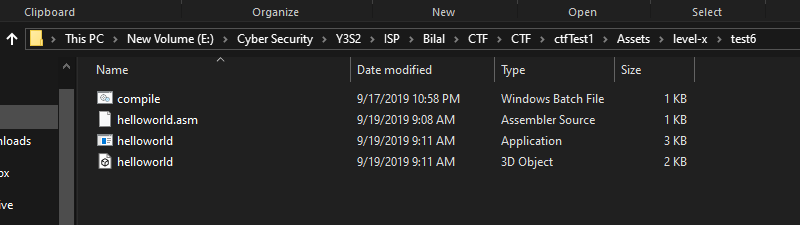 Clipboard Organize New Open Select
This PC > New Volume (E:) > Cyber Security > Y3S2 > ISP > Bilal > CTF > CTF > ctfTest1 > Assets > level-x > test6
Name Date modified Type Size
compile 9/17/2019 10:58 PM Windows Batch File 1 KB
helloworld.asm 9/19/2019 9:08 AM Assembler Source 1 KB
nloads helloworld 9/19/2019 9:11 AM Application 3 KB
helloworld 9/19/2019 9:11 AM 3D Object 2 KB
ox
ive